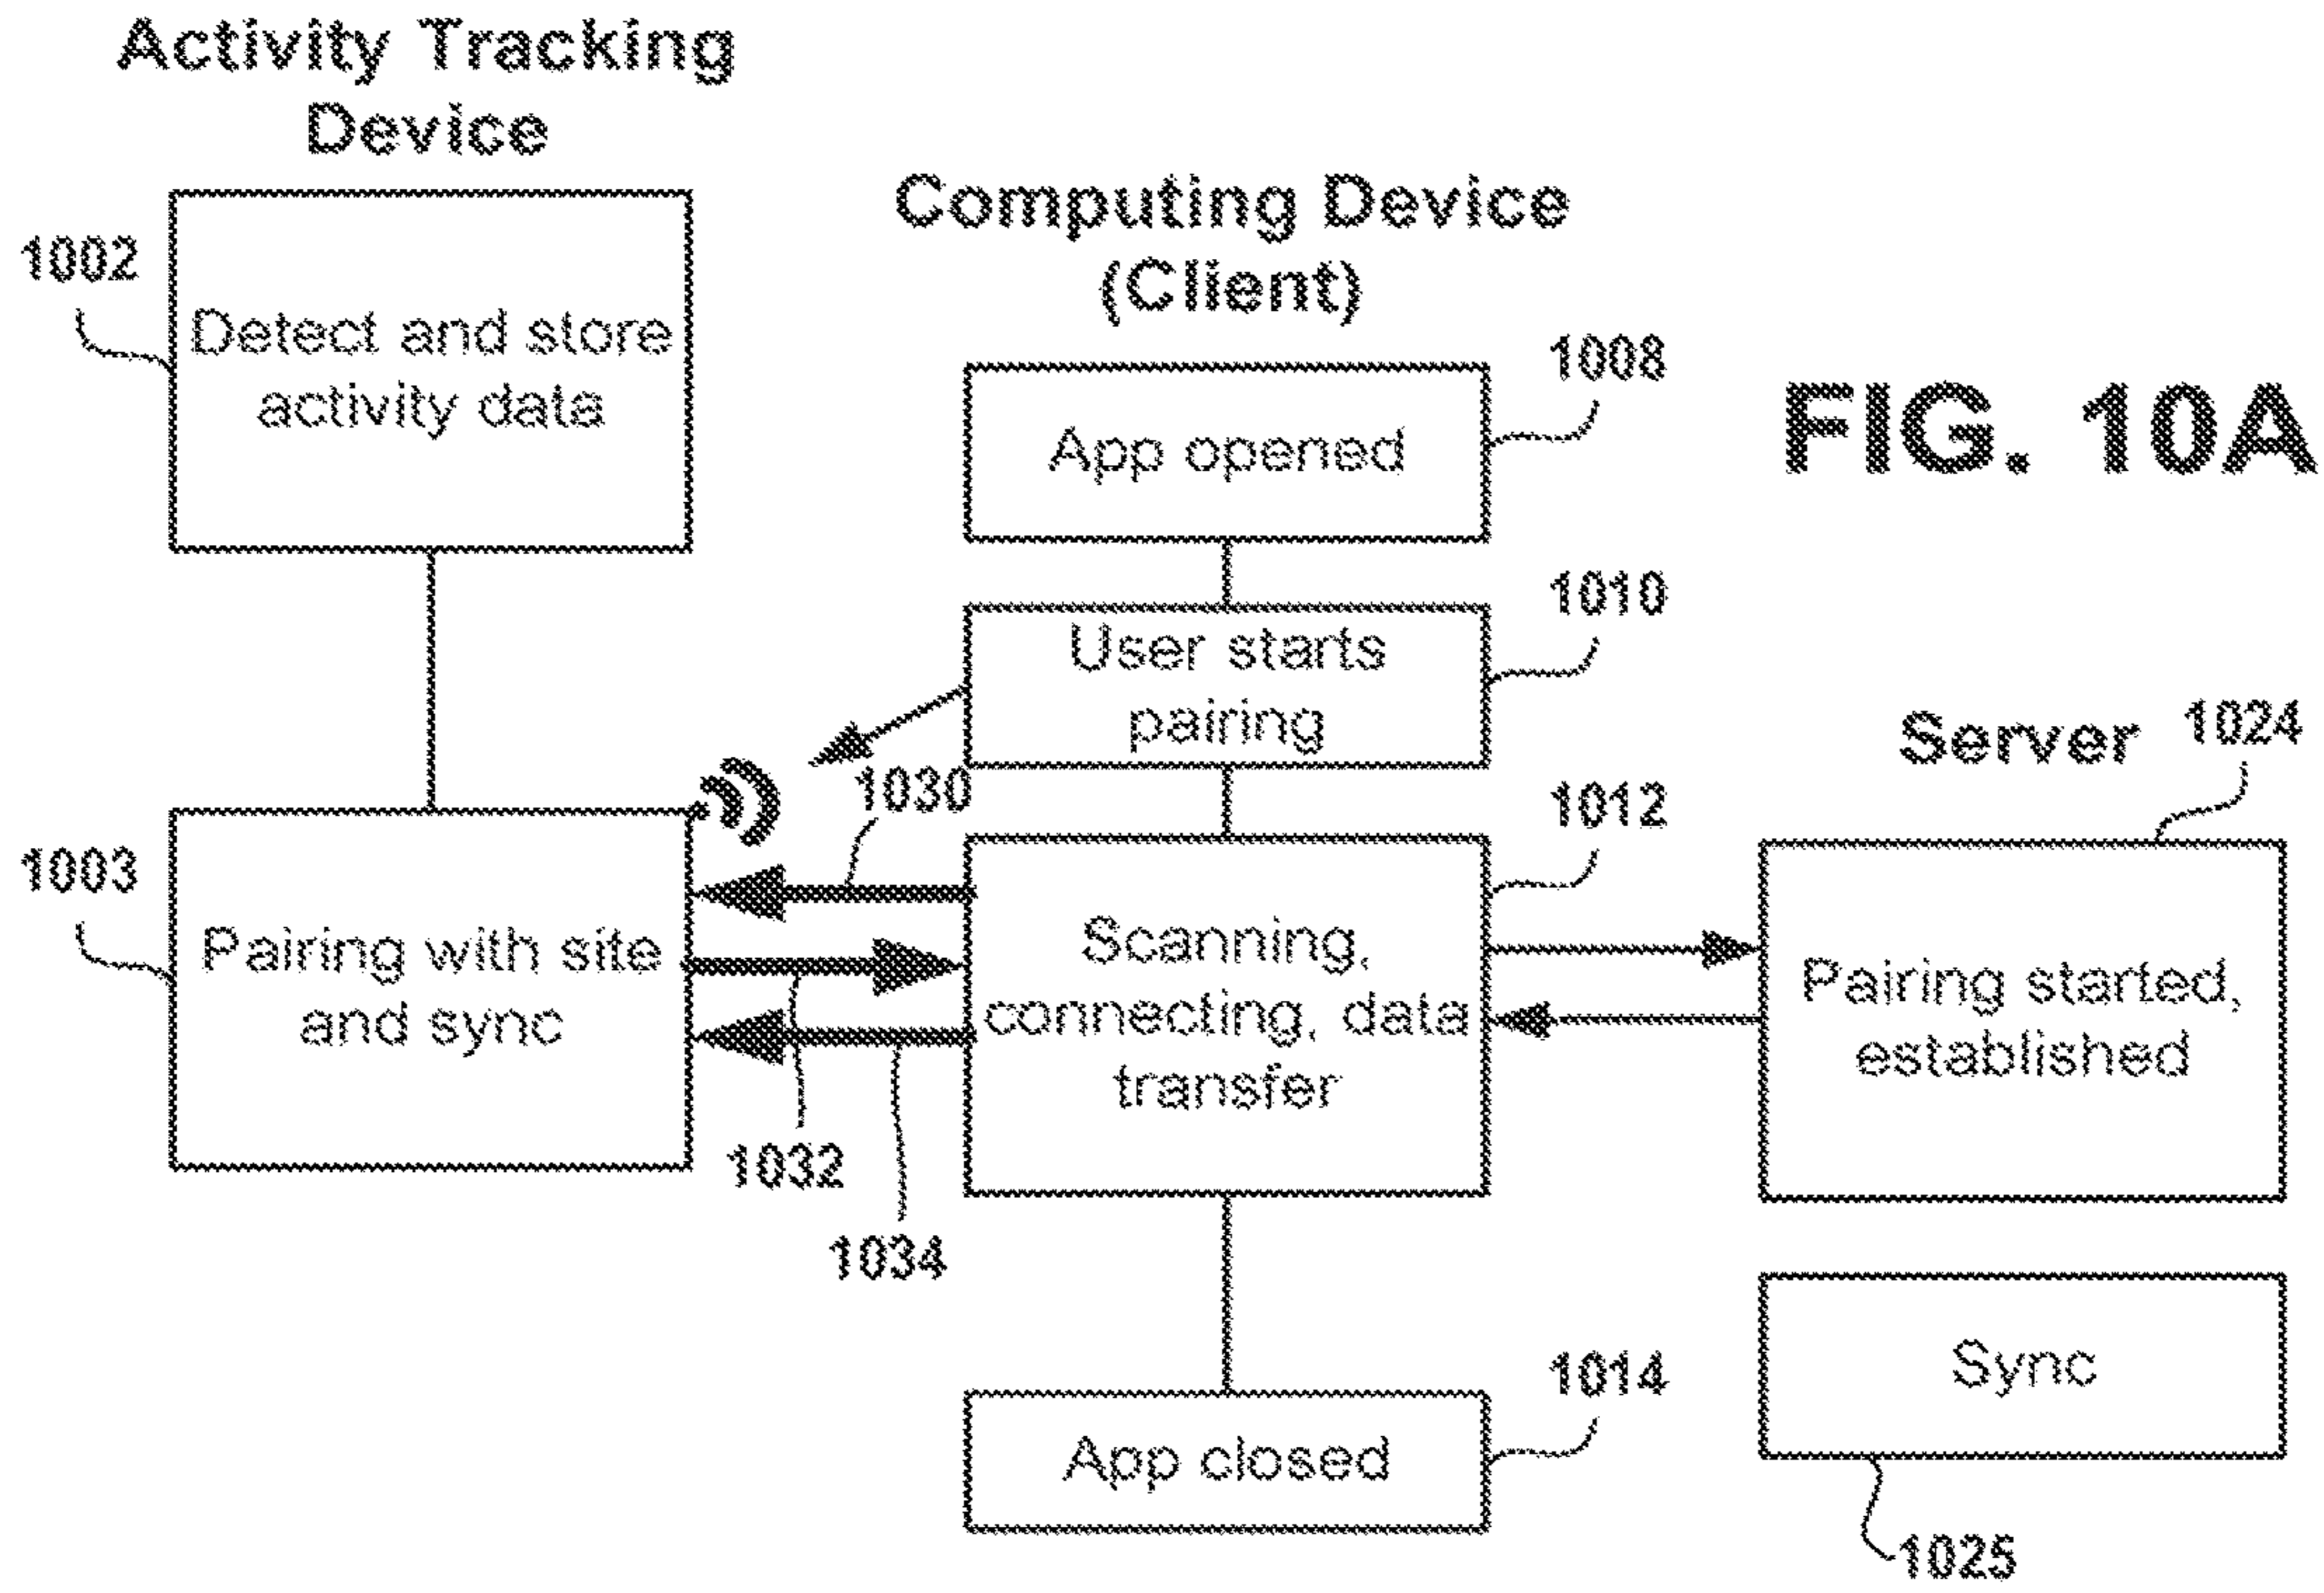 Activity Tracking
Device
1002
Detect and store
activity data
1003
Pairing with site
and sync
Computing Device
(Client)
1008
App opened
1010
User starts
pairing
1030
1012
Scanning,
connecting, data
transfer
1032
1034
1014
App closed
FIG. 10A
Server
1024
Pairing started,
established
Sync
1025